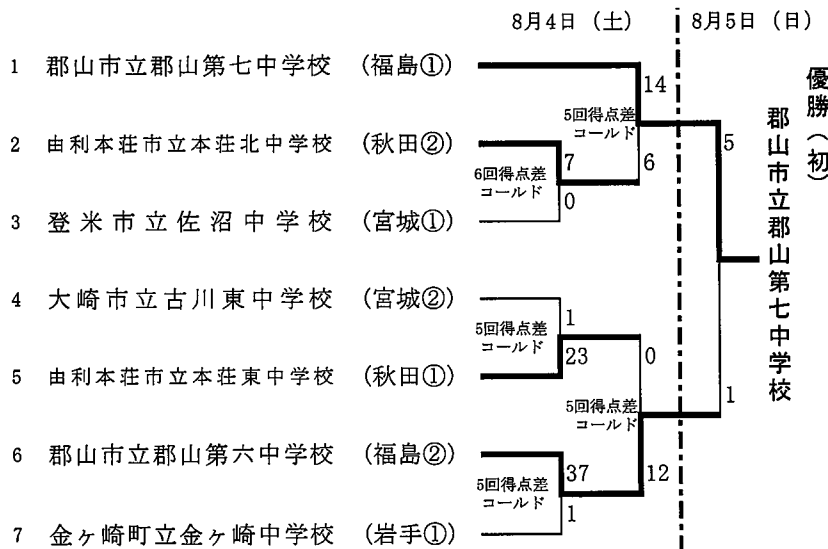 8月4日（土） 8月5日（日）
1 郡山市立郡山第七中学校 （福島①）
2 由利本荘市立本荘北中学校 （秋田②）
3 登米市立佐沼中学校 （宮城①）
4 大崎市立古川東中学校 （宮城②）
5 由利本荘市立本荘東中学校 （秋田①）
6 郡山市立郡山第六中学校 （福島②）
7 金ヶ崎町立金ヶ崎中学校 （岩手①）
6回得点差
コールド
7
0
5回得点差
コールド
1
23
5回得点差
コールド
37
1
14
5回得点差
コールド
6
0
5回得点差
コールド
12
5
1
優勝（初）
郡山市立郡山第七中学校